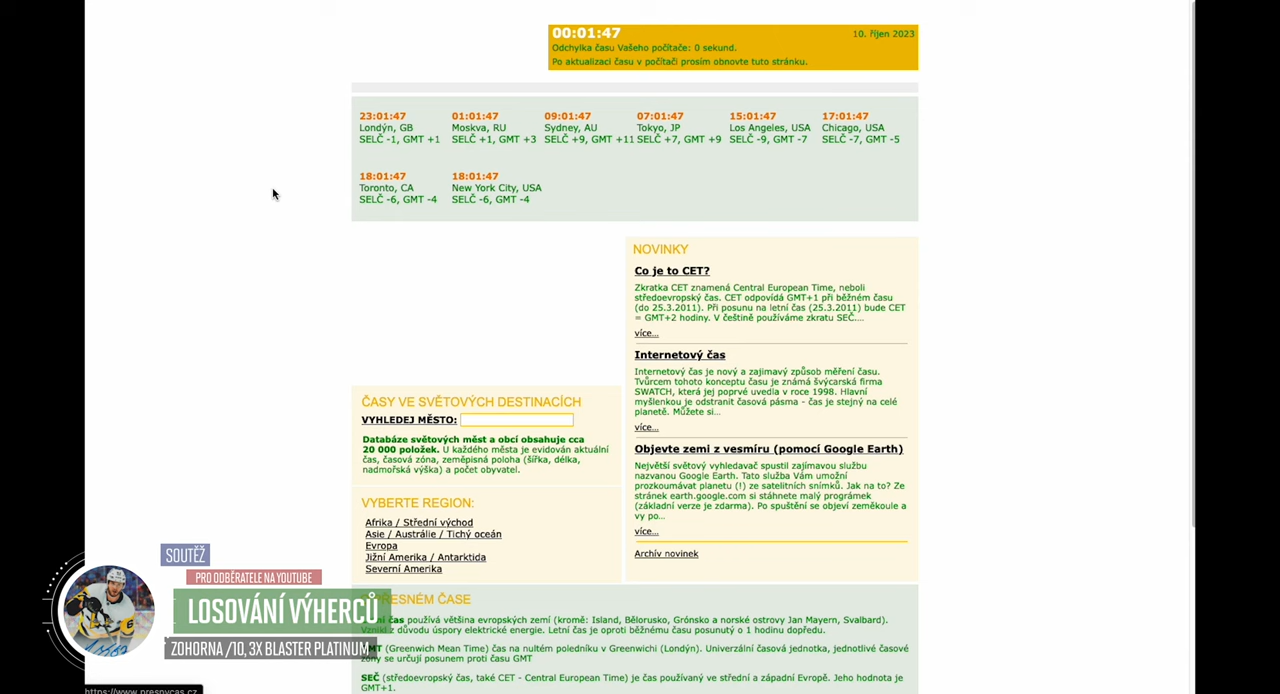 00:01:47
10. říjen 2023
Odchylka času Vašeho počítače: 0 sekund.
Po aktualizaci času v počítači prosím obnovte tuto stránku.
23:01:47
Londýn, GB
SELČ -1, GMT +1
01:01:47
Moskva, RU
SELČ +1, GMT +3
09:01:47
Sydney, AU
SELČ +9, GMT +11
07:01:47
Tokyo, JP
SELČ +7, GMT +9
15:01:47
Los Angeles, USA
SELČ -9, GMT -7
17:01:47
Chicago, USA
SELČ -7, GMT -5
18:01:47
Toronto, CA
SELČ -6, GMT -4
18:01:47
New York City, USA
SELČ -6, GMT -4
NOVINKY
Co je to CET?
Zkratka CET znamená Central European Time, neboli
středoevropský čas. CET odpovídá GMT+1 při běžném času
(do 25.3.2011). Při posunu na letní čas (25.3.2011) bude CET
= GMT+2 hodiny. V češtině používáme zkratu SEČ....
více...
Internetový čas
Internetový čas je nový a zajimavý způsob měření času.
Tvůrcem tohoto konceptu času je známá švýcarská firma
SWATCH, která jej poprvé uvedla v roce 1998. Hlavní
myšlenkou je odstranit časová pásma - čas je stejný na celé
planetě. Můžete si...
více...
Objevte zemi z vesmíru (pomocí Google Earth)
Největší světový vyhledavač spustil zajímavou službu
nazvanou Google Earth. Tato služba Vám umožní
prozkoumávat planetu (!) ze satelitních snímků. Jak na to? Ze
stránek earth.google.com si stáhnete malý prográmek
(základní verze je zdarma). Po spuštění se objeví zeměkoule a
vy po...
více...
Archív novinek
ČASY VE SVĚTOVÝCH DESTINACÍCH
VYHLEDEJ MĚSTO:
Databáze světových měst a obcí obsahuje cca
20 000 položek. U každého města je evidován aktuální
čas, časová zóna, zeměpisná poloha (šířka, délka,
nadmořská výška) a počet obyvatel.
VYBERTE REGION:
Afrika / Střední východ
Asie / Austrálie / Tichý oceán
Evropa
Jižní Amerika / Antarktida
Severní Amerika
PŘESNÉM ČASE
čas používá většina evropských zemí (kromě: Island, Bělorusko, Grónsko a norské ostrovy Jan Mayern, Svalbard).
Vznikl z důvodu úspory elektrické energie. Letní čas je oproti běžnému času posunutý o 1 hodinu dopředu.
(Greenwich Mean Time) čas na nultém poledníku v Greenwichi (Londýn). Univerzální časová jednotka, jednotlivé časové
zóny se určují posunem proti času GMT
SEČ (středoevropský čas, také CET - Central European Time) je čas používaný ve střední a západní Evropě. Jeho hodnota je
GMT+1.
SOUTĚŽ
PRO ODBĚRATELE NA YOUTUBE
LOSOVÁNÍ VÝHERCŮ
ZOHORNA /10, 3X BLASTER PLATINUM
https://www.presnycas.cz